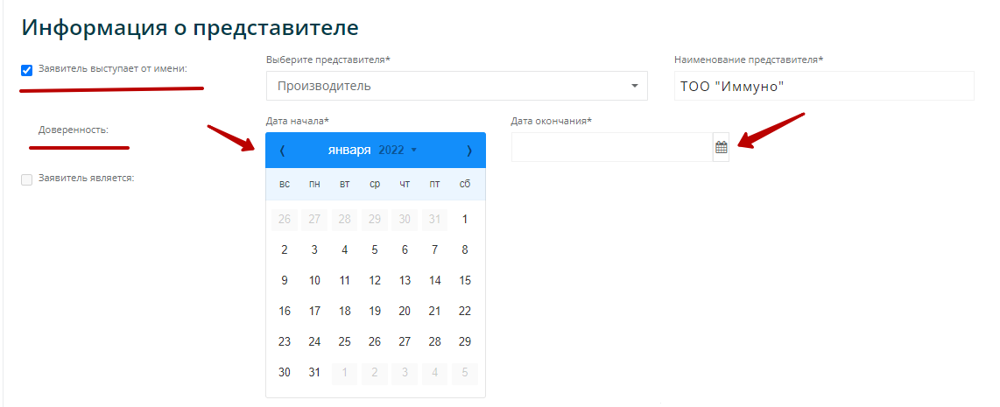 Информация о представителе
Заявитель выступает от имени:
Выберите представителя*
Наименование представителя*
Производитель
ТОО "Иммуно"
Доверенность:
Дата начала*
Дата окончания*
января 2022
вс пн вт ср чт пт сб
26 27 28 29 30 31 1
2 3 4 5 6 7 8
9 10 11 12 13 14 15
16 17 18 19 20 21 22
23 24 25 26 27 28 29
30 31 1 2 3 4 5
Заявитель является: